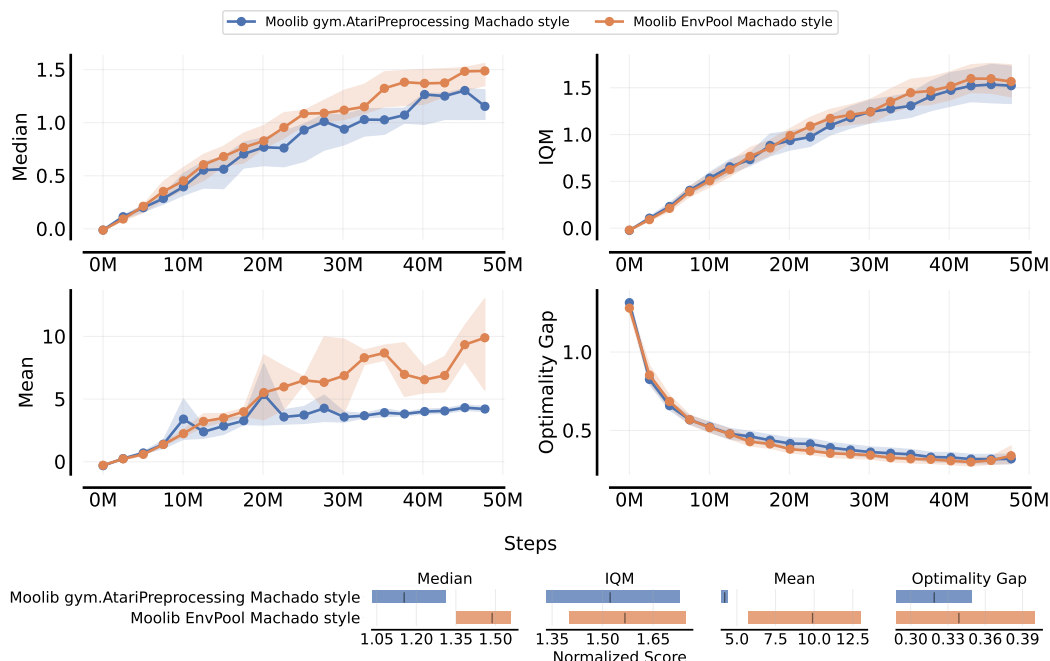 Moolib gym.AtariPreprocessing Machado style Moolib EnvPool Machado style
Median
1.5
1.0
0.5
0.0
0M 10M 20M 30M 40M 50M
IQM
1.5
1.0
0.5
0.0
0M 10M 20M 30M 40M 50M
Mean
10
5
0
0M 10M 20M 30M 40M 50M
Optimality Gap
1.0
0.5
0M 10M 20M 30M 40M 50M
Steps
Median IQM Mean Optimality Gap
Moolib gym.AtariPreprocessing Machado style
Moolib EnvPool Machado style
1.05 1.20 1.35 1.50 1.35 1.50 1.65 5.0 7.5 10.0 12.5 0.30 0.33 0.36 0.39
Normalized Score